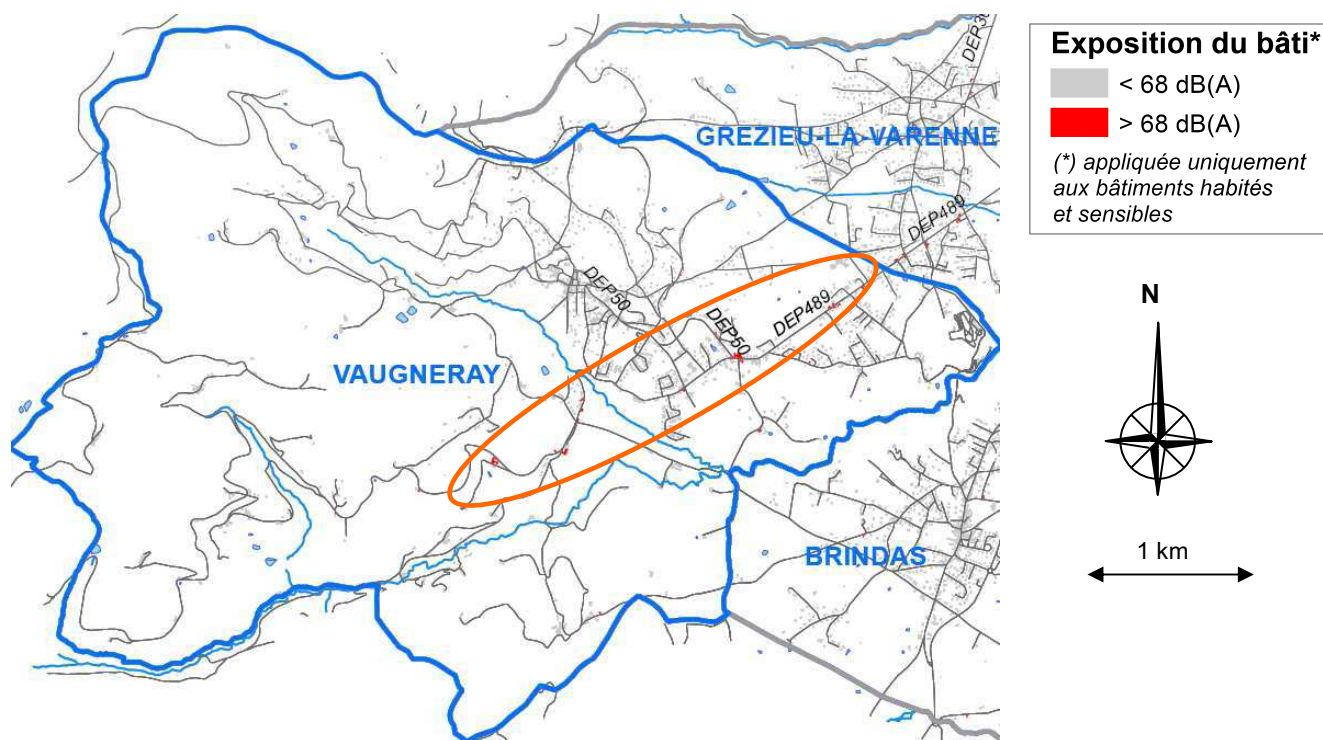 DEP30
Exposition du bâti*
< 68 dB(A)
> 68 dB(A)
(*) appliquée uniquement
aux bâtiments habités
et sensibles
GREZIEU-LA-VARENNE
DEP489
DEP50
DEP50
DEP489
VAUGNERAY
N
BRINDAS
1 km